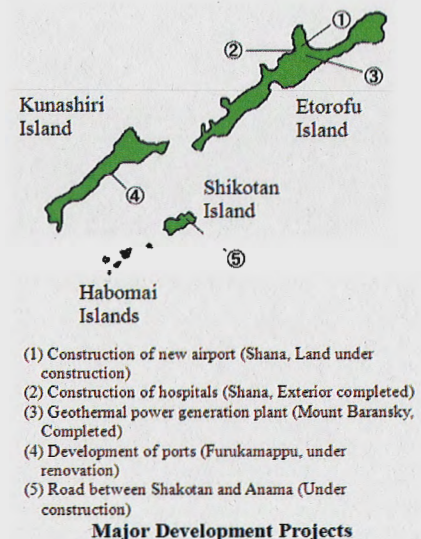 ①
②
Kunashiri
Island
Etorofu
Island
③
④
Shikotan
Island
⑤
Habomai
Islands
(1) Construction of new airport (Shana, Land under
construction)
(2) Construction of hospitals (Shana, Exterior completed)
(3) Geothermal power generation plant (Mount Baransky,
Completed)
(4) Development of ports (Furukamappu, under
renovation)
(5) Road between Shakotan and Anama (Under
construction)
Major Development Projects